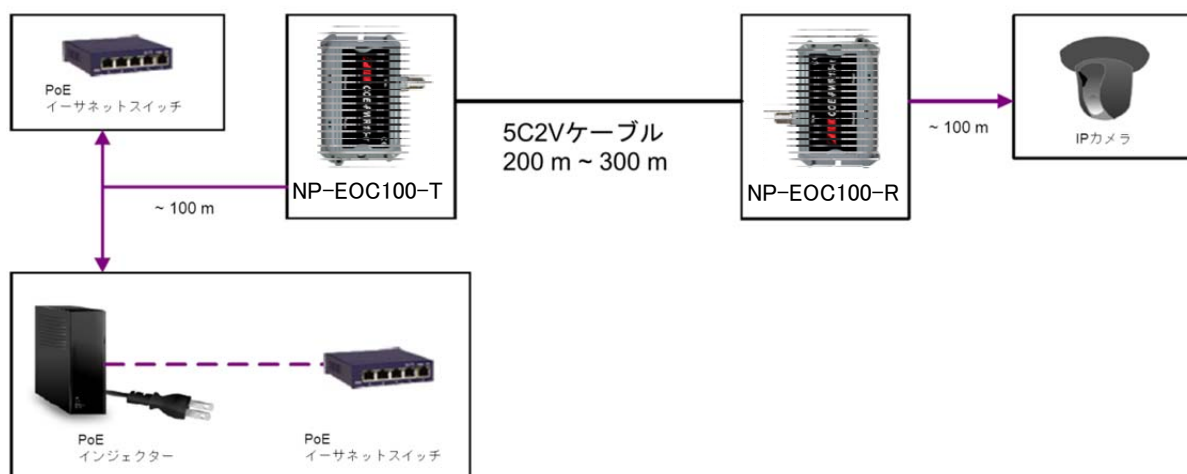 PoE
イーサネットスイッチ
NP-EOC100-T
~ 100 m
5C2Vケーブル
200 m ~ 300 m
NP-EOC100-R
~ 100 m
IPカメラ
PoE
インジェクター
PoE
イーサネットスイッチ